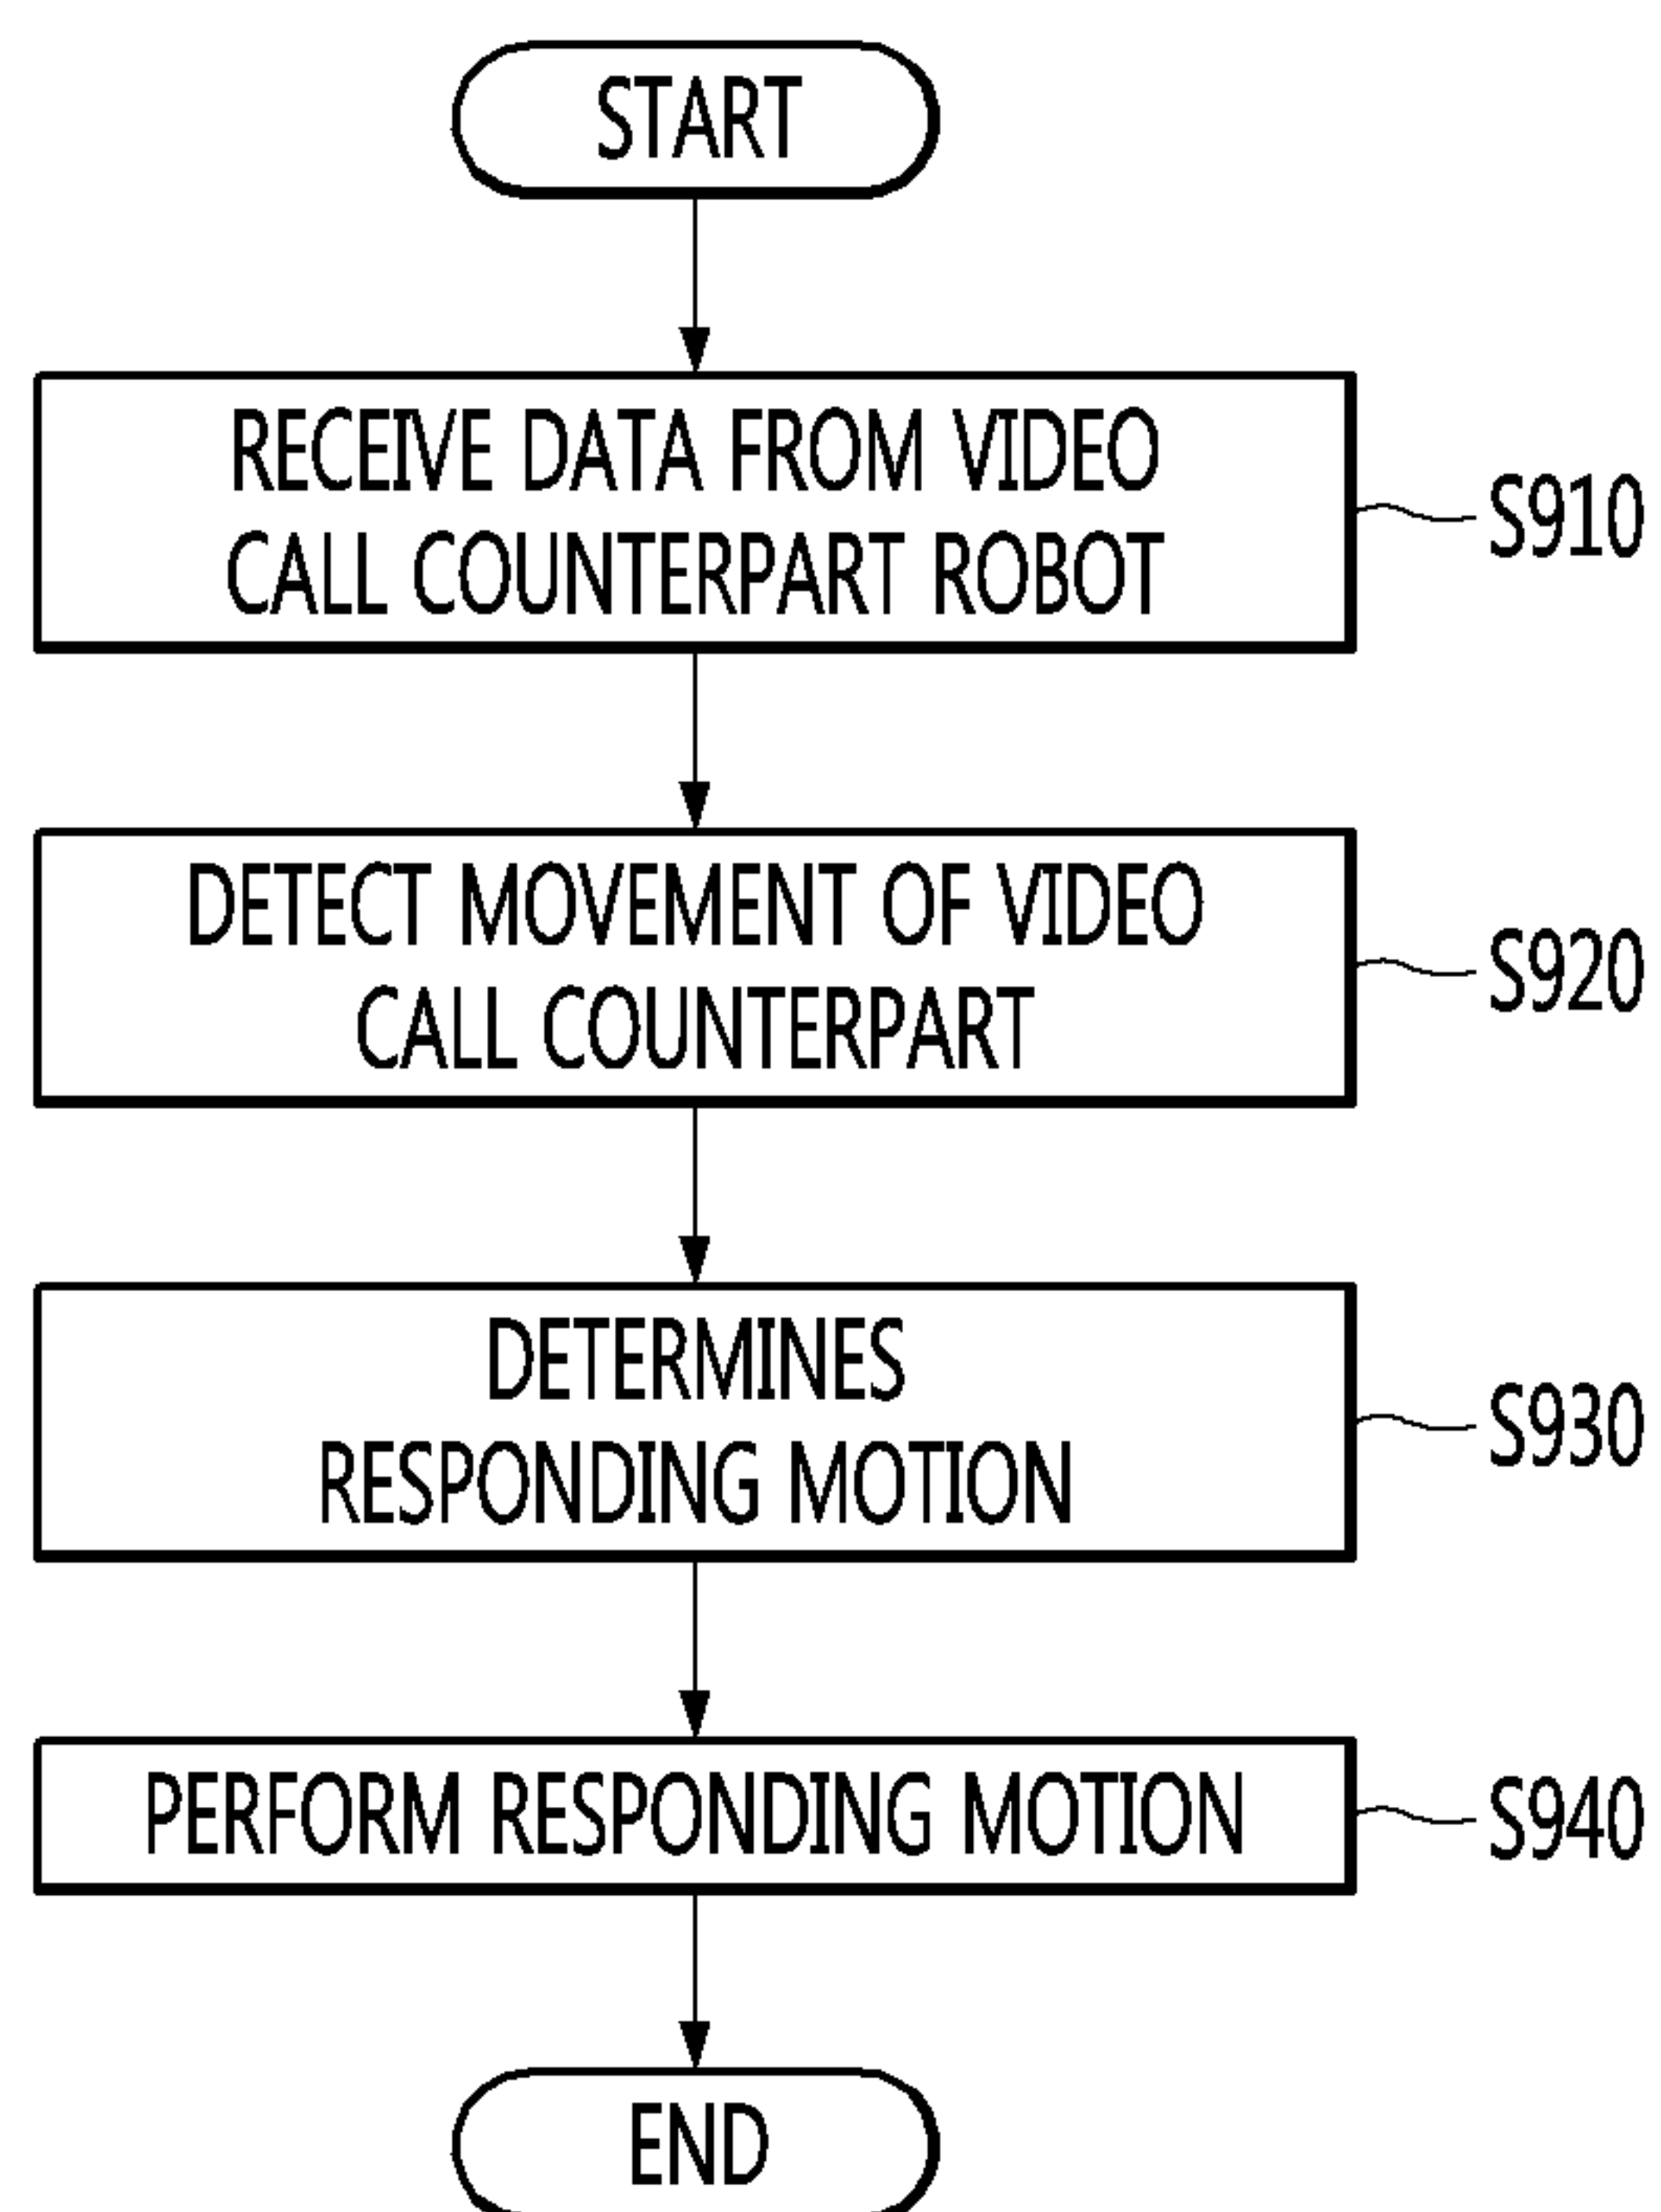 START
RECEIVE DATA FROM VIDEO
CALL COUNTERPART ROBOT
S910
DETECT MOVEMENT OF VIDEO
CALL COUNTERPART
S920
DETERMINES
RESPONDING MOTION
S930
PERFORM RESPONDING MOTION
S940
END